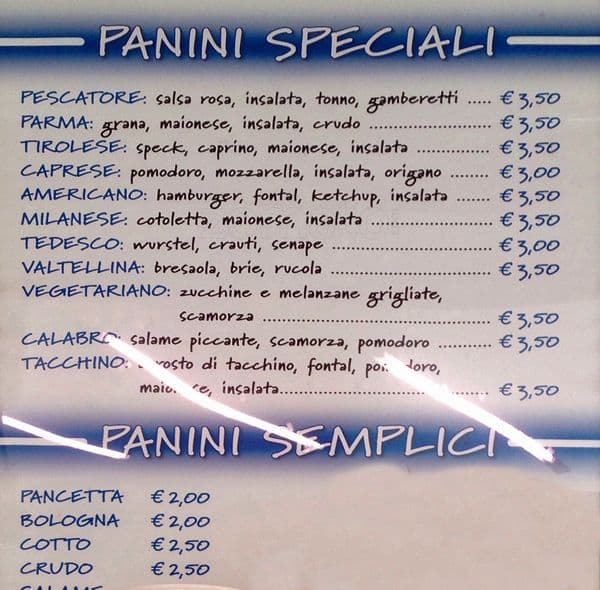 PANINI SPECIALI
PESCATORE: salsa rosa, insalata, tonno, gamberetti ..... € 3,50
PARMA: grana, maionese, insalata, crudo .................... € 3,50
TIROLESE: speck, caprino, maionese, insalata ............ € 3,50
CAPRESE: pomodoro, mozzarella, insalata, origano ....... € 3,00
AMERICANO: hamburger, fontal, ketchup, insalata ...... € 3,50
MILANESE: cotoletta, maionese, insalata .................... € 3,50
TEDESCO: wurstel, crauti, senape ........................... € 3,00
VALTELLINA: bresaola, brie, rucola .......................... € 3,50
VEGETARIANO: zucchine e melanzane grigliate,
scamorza ..................................... € 3,50
CALABRO: salame piccante, scamorza, pomodoro ......... € 3,50
TACCHINO: di tacchino, fontal,
insalata.................................... € 3,50
PANINI SEMPLICI
PANCETTA € 2,00
BOLOGNA € 2,00
COTTO € 2,50
CRUDO € 2,50